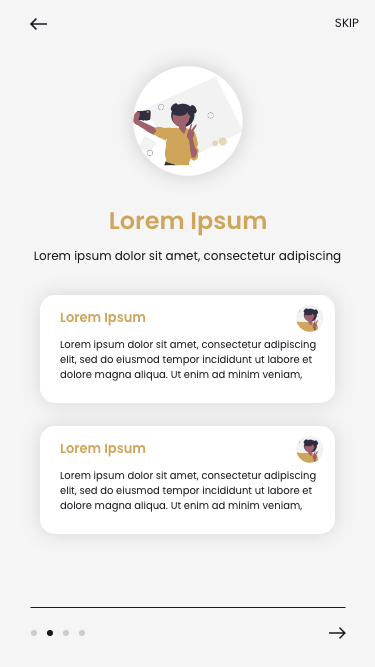 SKIP
Lorem Ipsum
Lorem ipsum dolor sit amet, consectetur adipiscing
Lorem Ipsum
Lorem ipsum dolor sit amet, consectetur adipiscing
elit, sed do eiusmod tempor incididunt ut labore et
dolore magna aliqua. Ut enim ad minim veniam,
Lorem Ipsum
Lorem ipsum dolor sit amet, consectetur adipiscing
elit, sed do eiusmod tempor incididunt ut labore et
dolore magna aliqua. Ut enim ad minim veniam,